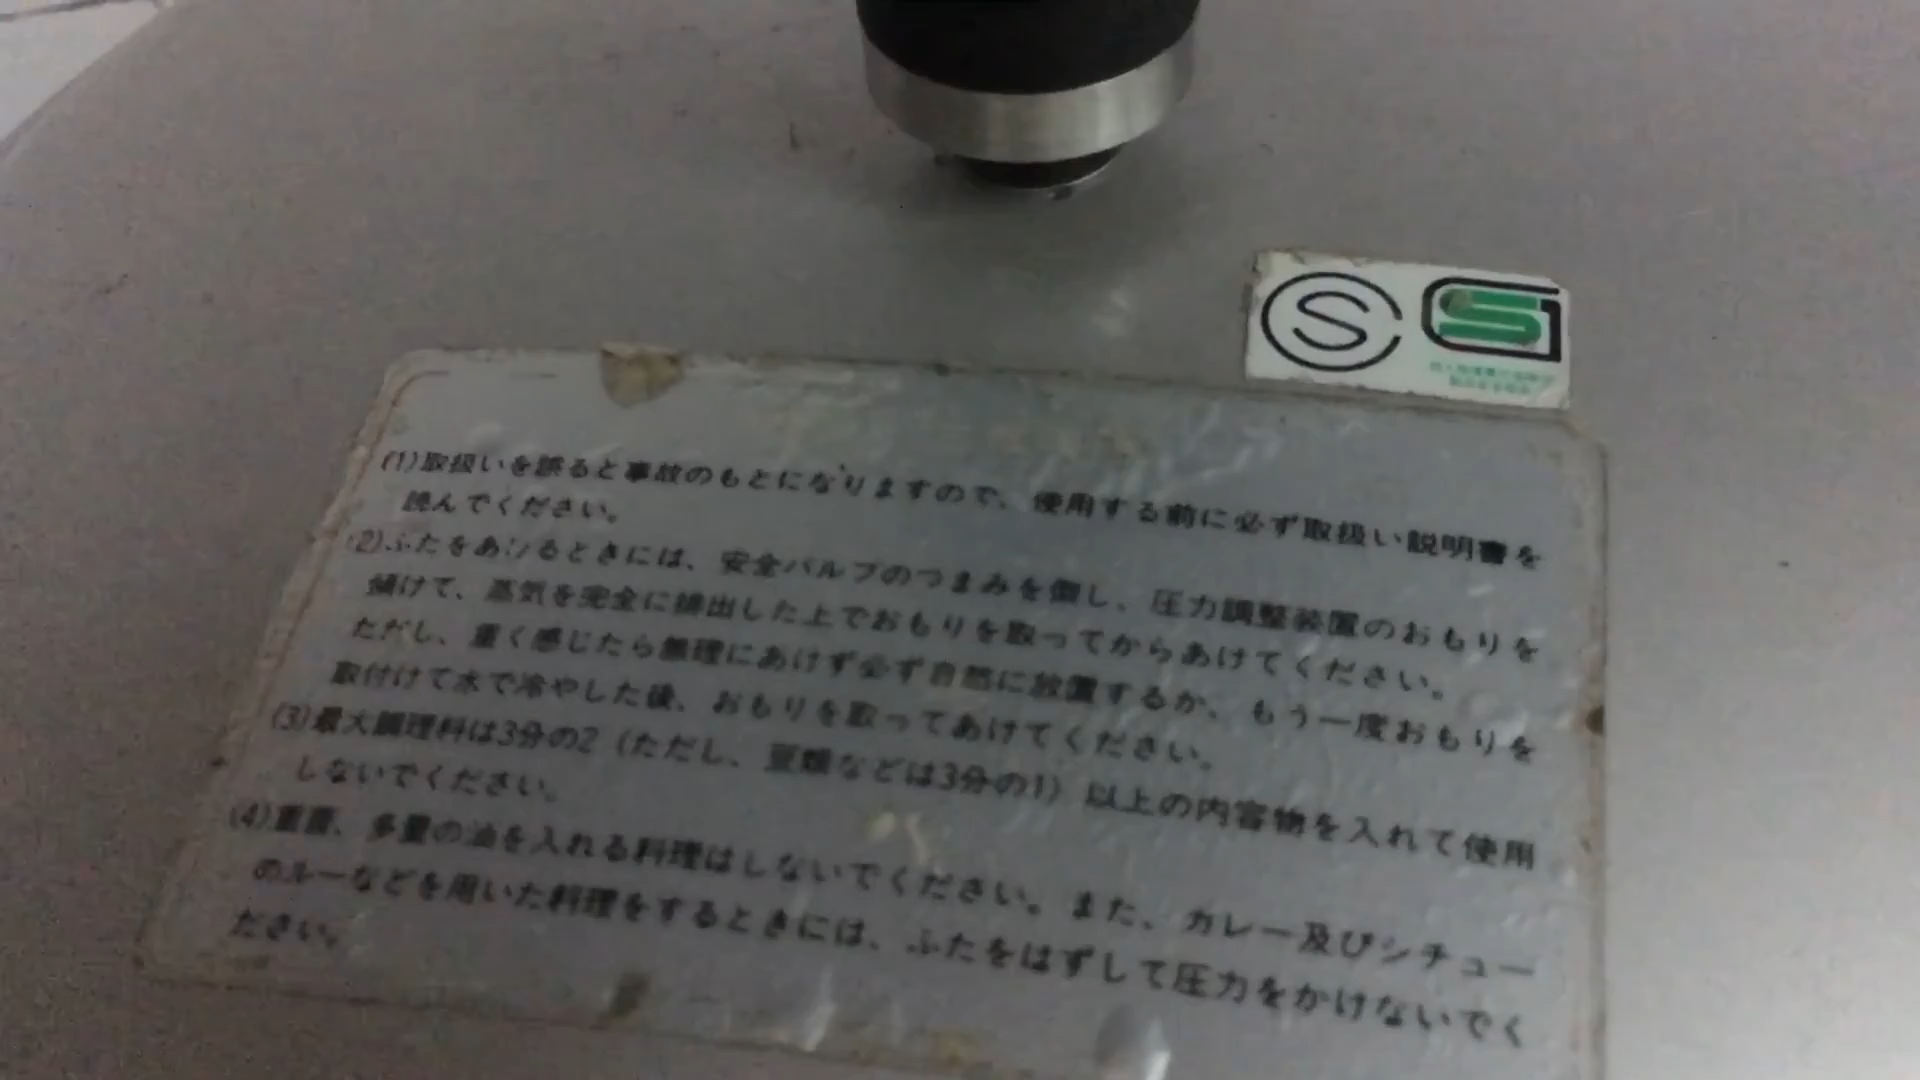 S
SG
(1)取扱いを誤ると事故のもとになりますので、使用する前に必ず取扱い説明書を
読んでください。
(2)ふたをあけるときには、安全バルブのつまみを倒し、圧力調整装置のおもりを
傾けて、蒸気を完全に排出した上でおもりを取ってからあけてください。
ただし、重く感じたら無理にあけず必ず自然に放置するか、もう一度おもりを
取付けて水で冷やした後、おもりを取ってあけてください。
(3)最大調理料は3分の2（ただし、豆類などは3分の1）以上の内容物を入れて使用
しないでください。
(4)重曹、多量の油を入れる料理はしないでください。また、カレー及びシチュー
のルーなどを用いた料理をするときには、ふたをはずして圧力をかけないでく
ださい。